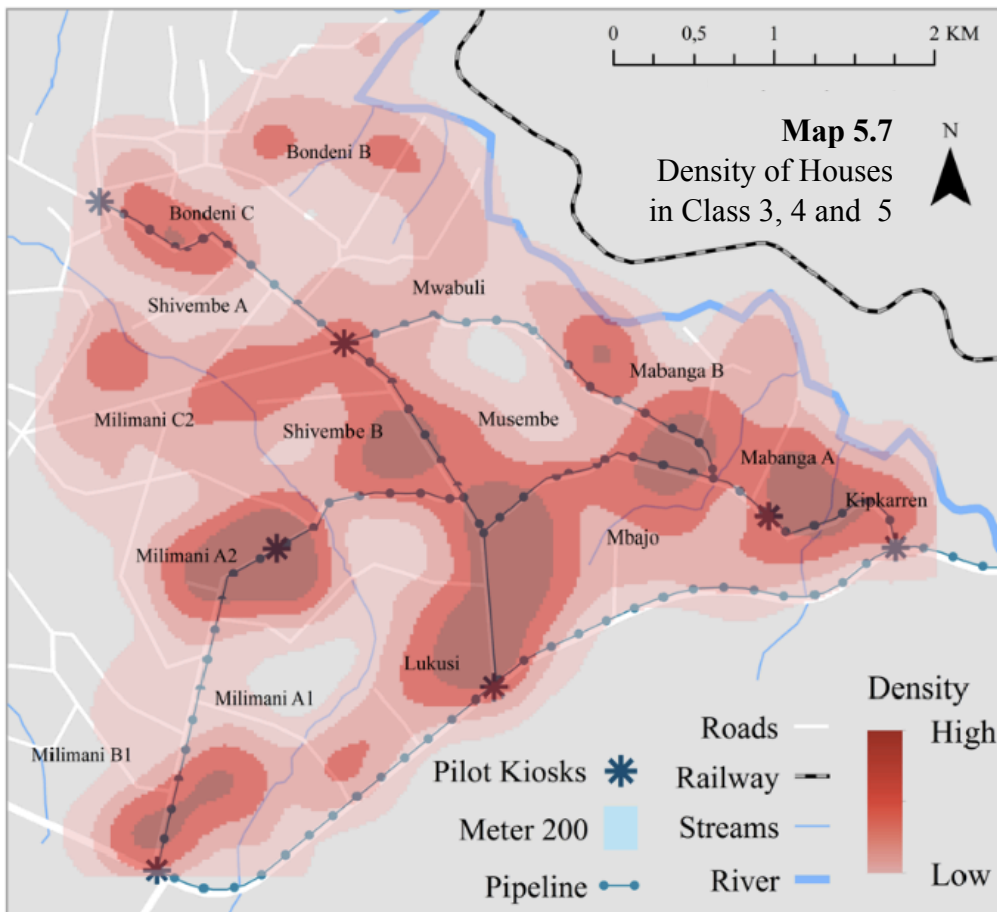 0 0,5 1 2 KM
Map 5.7
Density of Houses
in Class 3, 4 and 5
N
Bondeni B
Bondeni C
Shivembe A
Mwabuli
Mabanga B
Milimani C2
Shivembe B
Musembe
Mabanga A
Kipkarren
Milimani A2
Mbajo
Lukusi
Milimani A1
Milimani B1
Density
High
Low
Roads
Railway
Streams
River
Pilot Kiosks
Meter 200
Pipeline